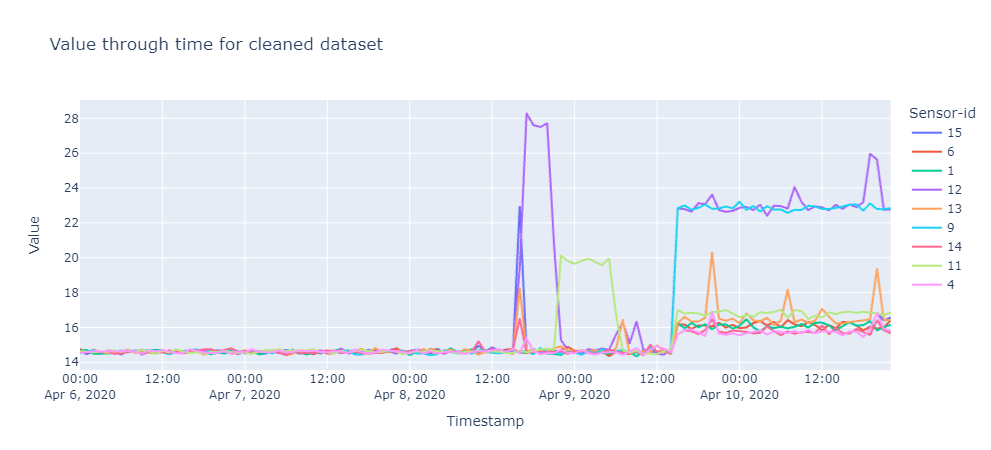 Value through time for cleaned dataset
Sensor-id
15
6
1
12
13
9
14
11
4
Value
28
26
24
22
20
18
16
14
00:00 12:00 00:00 12:00 00:00 12:00 00:00 12:00 00:00 12:00
Apr 6, 2020 Apr 7, 2020 Apr 8, 2020 Apr 9, 2020 Apr 10, 2020
Timestamp